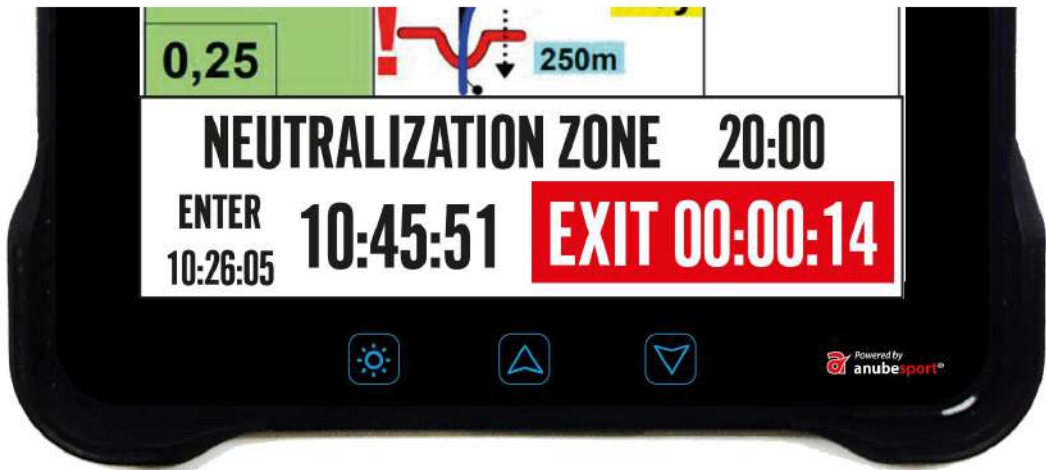 0,25
!
250m
NEUTRALIZATION ZONE 20:00
ENTER
10:26:05
10:45:51
EXIT 00:00:14
Powered by
anubesport®